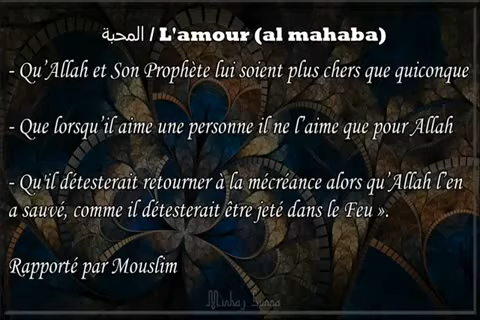 المحبة / L'amour (al mahaba)
- Qu'Allah et Son Prophète lui soient plus chers que quiconque
- Que lorsqu'il aime une personne il ne l'aime que pour Allah
- Qu'il détesterait retourner à la mécréance alors qu'Allah l'en
a sauvé, comme il détesterait être jeté dans le Feu ».
Rapporté par Mouslim
Minhaj Sunna